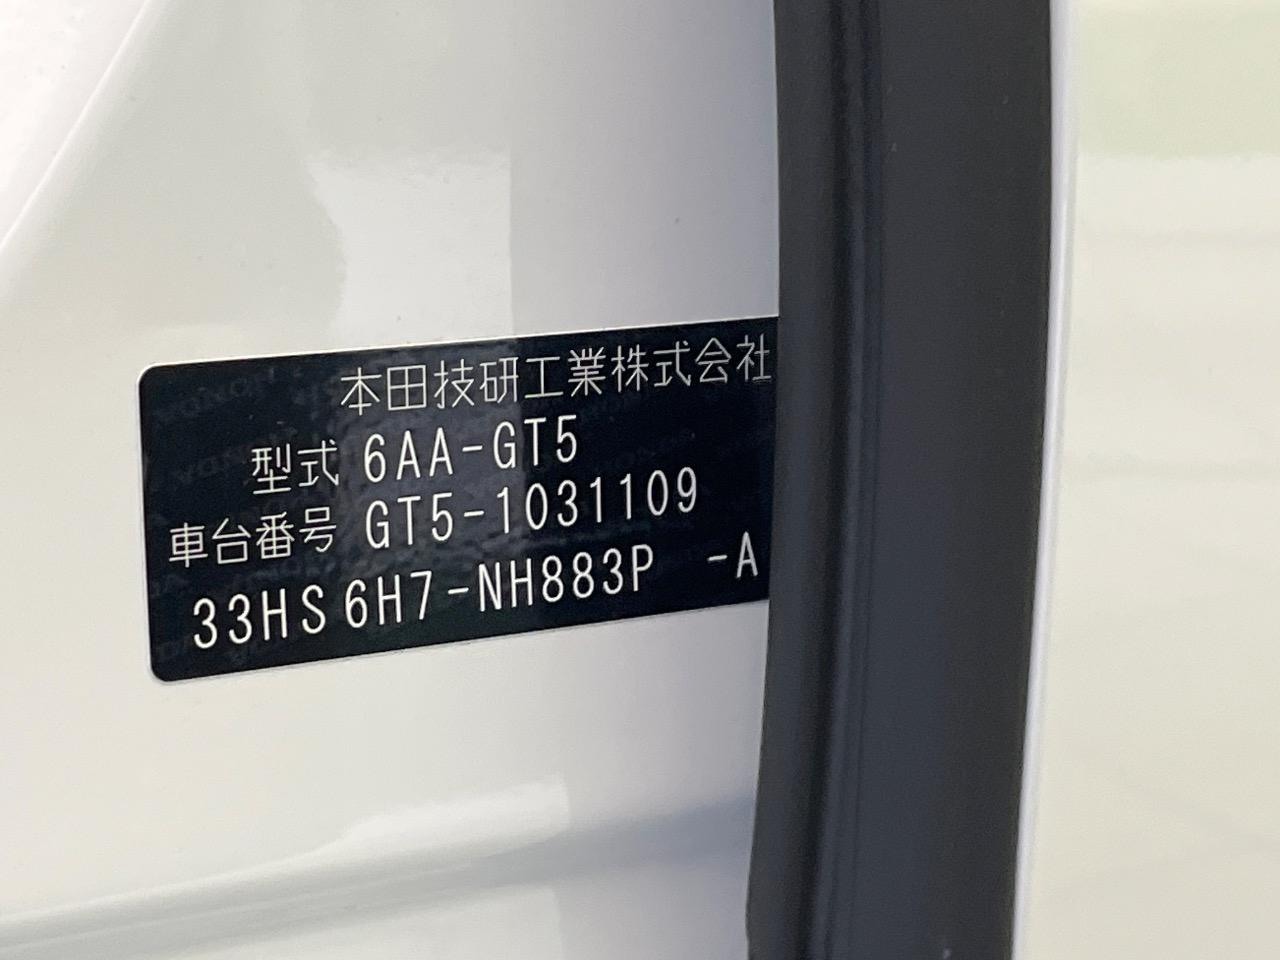 本田技研工業株式会社
型式 6AA-GT5
車台番号 GT5-1031109
33HS 6H7-NH883P -A